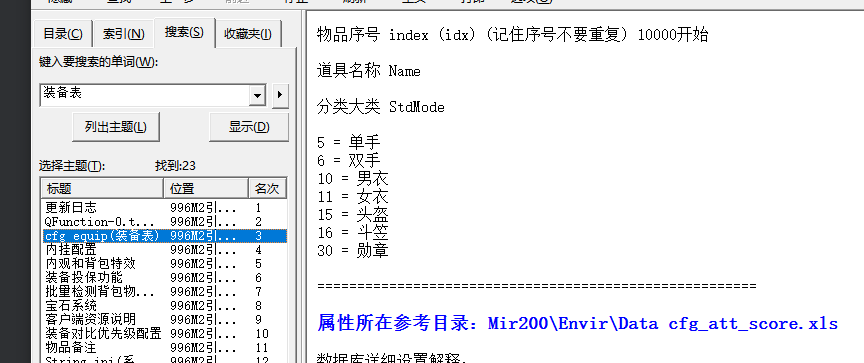 目录(C) 索引(N) 搜索(S) 收藏夹(I)
键入要搜索的单词(W):
装备表
列出主题(L) 显示(D)
选择主题(T): 找到:23
标题 位置 名次
更新日志 996M2引... 1
QFunction-0.t... 996M2引... 2
cfg_equip(装备表) 996M2引... 3
内挂配置 996M2引... 4
内观和背包特效 996M2引... 5
装备投保功能 996M2引... 6
批量检测背包物... 996M2引... 7
宝石系统 996M2引... 8
客户端资源说明 996M2引... 9
装备对比优先级配置 996M2引... 10
物品备注 996M2引... 11
String.ini(系... 996M2引... 12
物品序号 index (idx) (记住序号不要重复) 10000开始
道具名称 Name
分类大类 StdMode
5 = 单手
6 = 双手
10 = 男衣
11 = 女衣
15 = 头盔
16 = 斗笠
30 = 勋章
========================================================
属性所在参考目录：Mir200\Envir\Data cfg_att_score.xls
数据库详细设置解释。